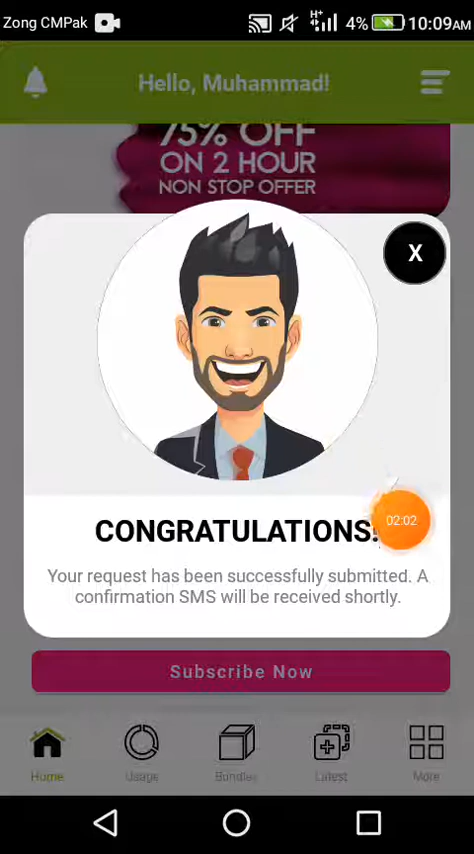 Zong CMPak 4% 10:09AM
Hello, Muhammad!
75% OFF
ON 2 HOUR
NON STOP OFFER
X
02:02
CONGRATULATIONS!
Your request has been successfully submitted. A
confirmation SMS will be received shortly.
Subscribe Now
Home Usage Bundles Latest More